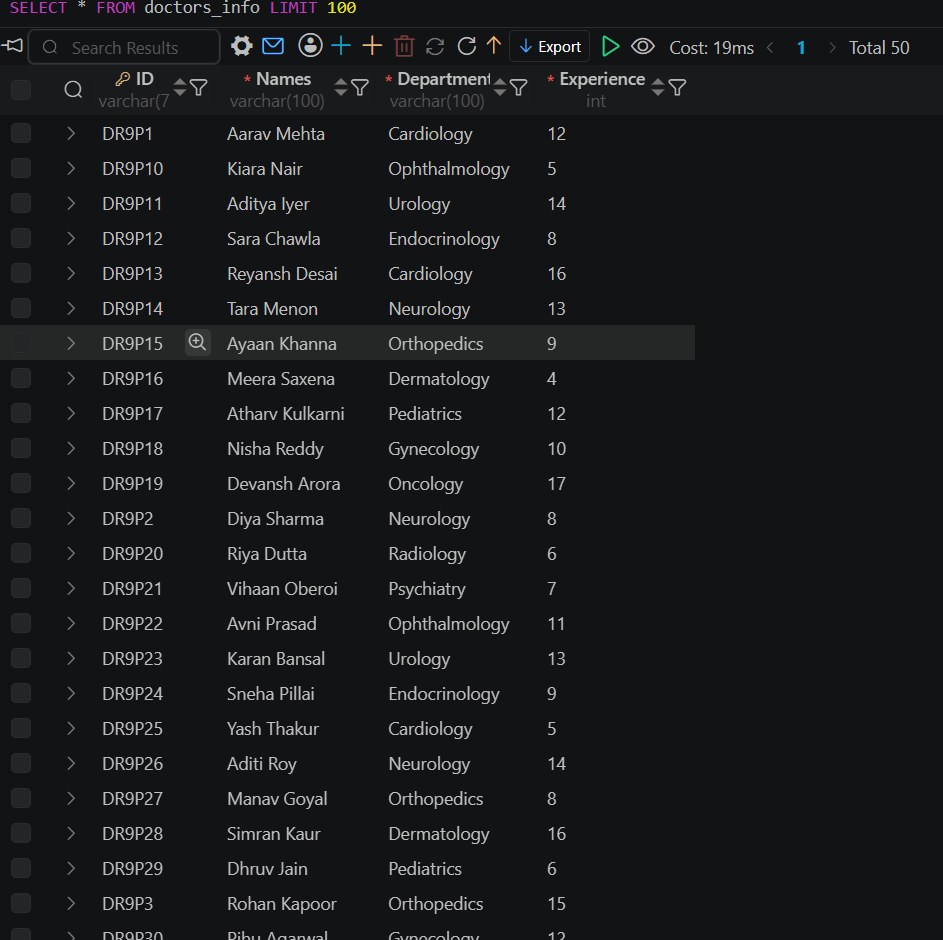 SELECT * FROM doctors_info LIMIT 100
Search Results Export Cost: 19ms 1 Total 50
ID * Names * Department * Experience
varchar(7 varchar(100) varchar(100) int
DR9P1 Aarav Mehta Cardiology 12
DR9P10 Kiara Nair Ophthalmology 5
DR9P11 Aditya Iyer Urology 14
DR9P12 Sara Chawla Endocrinology 8
DR9P13 Reyansh Desai Cardiology 16
DR9P14 Tara Menon Neurology 13
DR9P15 Ayaan Khanna Orthopedics 9
DR9P16 Meera Saxena Dermatology 4
DR9P17 Atharv Kulkarni Pediatrics 12
DR9P18 Nisha Reddy Gynecology 10
DR9P19 Devansh Arora Oncology 17
DR9P2 Diya Sharma Neurology 8
DR9P20 Riya Dutta Radiology 6
DR9P21 Vihaan Oberoi Psychiatry 7
DR9P22 Avni Prasad Ophthalmology 11
DR9P23 Karan Bansal Urology 13
DR9P24 Sneha Pillai Endocrinology 9
DR9P25 Yash Thakur Cardiology 5
DR9P26 Aditi Roy Neurology 14
DR9P27 Manav Goyal Orthopedics 8
DR9P28 Simran Kaur Dermatology 16
DR9P29 Dhruv Jain Pediatrics 6
DR9P3 Rohan Kapoor Orthopedics 15
DR9P30 Pihu Agarwal Gynecology 12